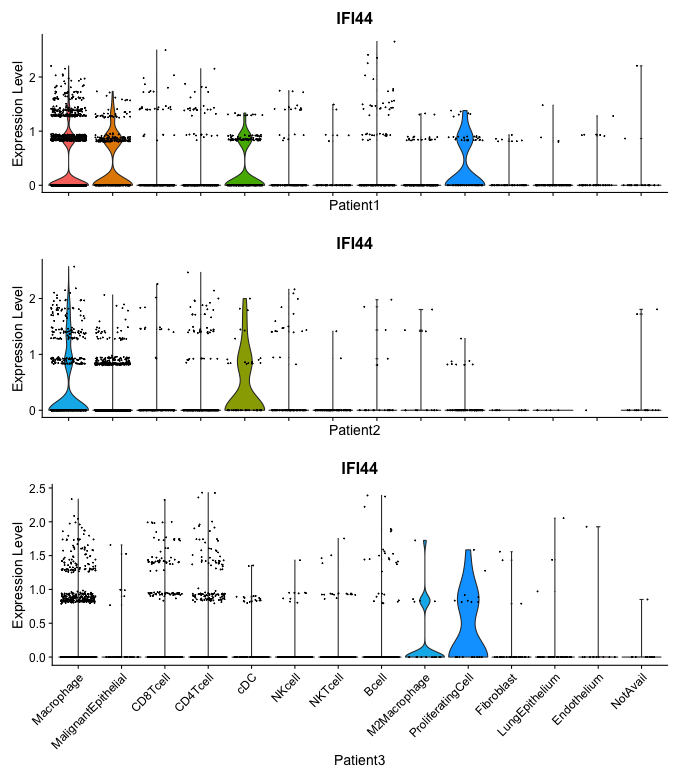 IFI44
Expression Level
2
1
0
Patient1
IFI44
Expression Level
2
1
0
Patient2
IFI44
Expression Level
2.5
2.0
1.5
1.0
0.5
0.0
Macrophage
MalignantEpithelial
CD8Tcell
CD4Tcell
cDC
NKcell
NKTcell
Bcell
M2Macrophage
ProliferatingCell
Fibroblast
LungEpithelium
Endothelium
NotAvail
Patient3